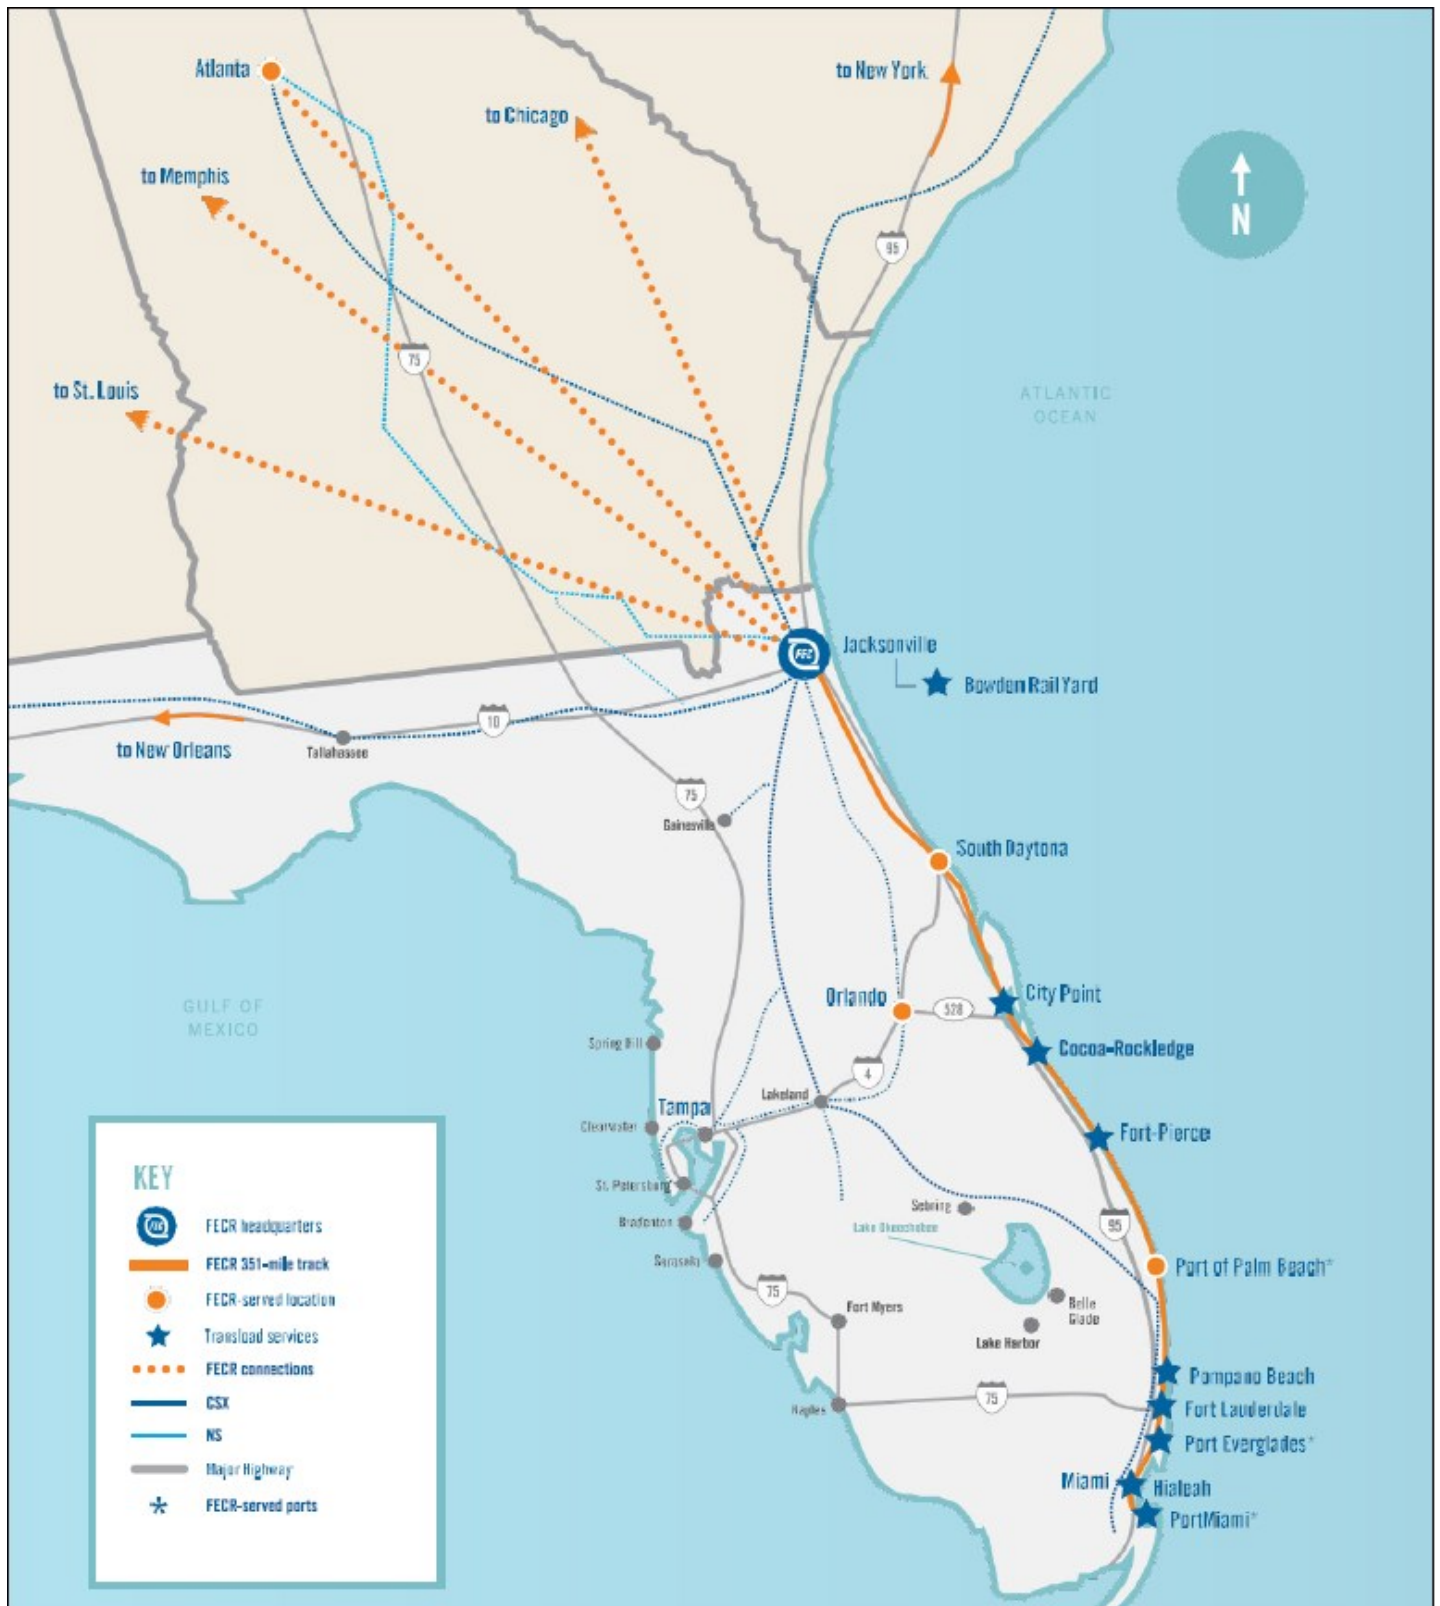 Atlanta
to New York
to Chicago
to Memphis
N
95
75
to St. Louis
ATLANTIC
OCEAN
FEC
Jacksonville
Bowden Rail Yard
10
to New Orleans
Tallahassee
75
Gainesville
South Daytona
Orlando
528
City Point
GULF OF
MEXICO
Spring Hill
Cocoa-Rockledge
4
Lakeland
Tampa
Clearwater
Fort-Pierce
St. Petersburg
Sebring
Bradenton
Lake Okeechobee
95
Sarasota
Port of Palm Beach*
75
Fort Myers
Belle
Glade
Lake Harbor
Pompano Beach
Naples
75
Fort Lauderdale
Port Everglades*
Miami
Hialeah
PortMiami*
KEY
FEC
FECR headquarters
FECR 351-mile track
FECR-served location
Transload services
FECR connections
CSX
NS
Major Highway
* FECR-served ports